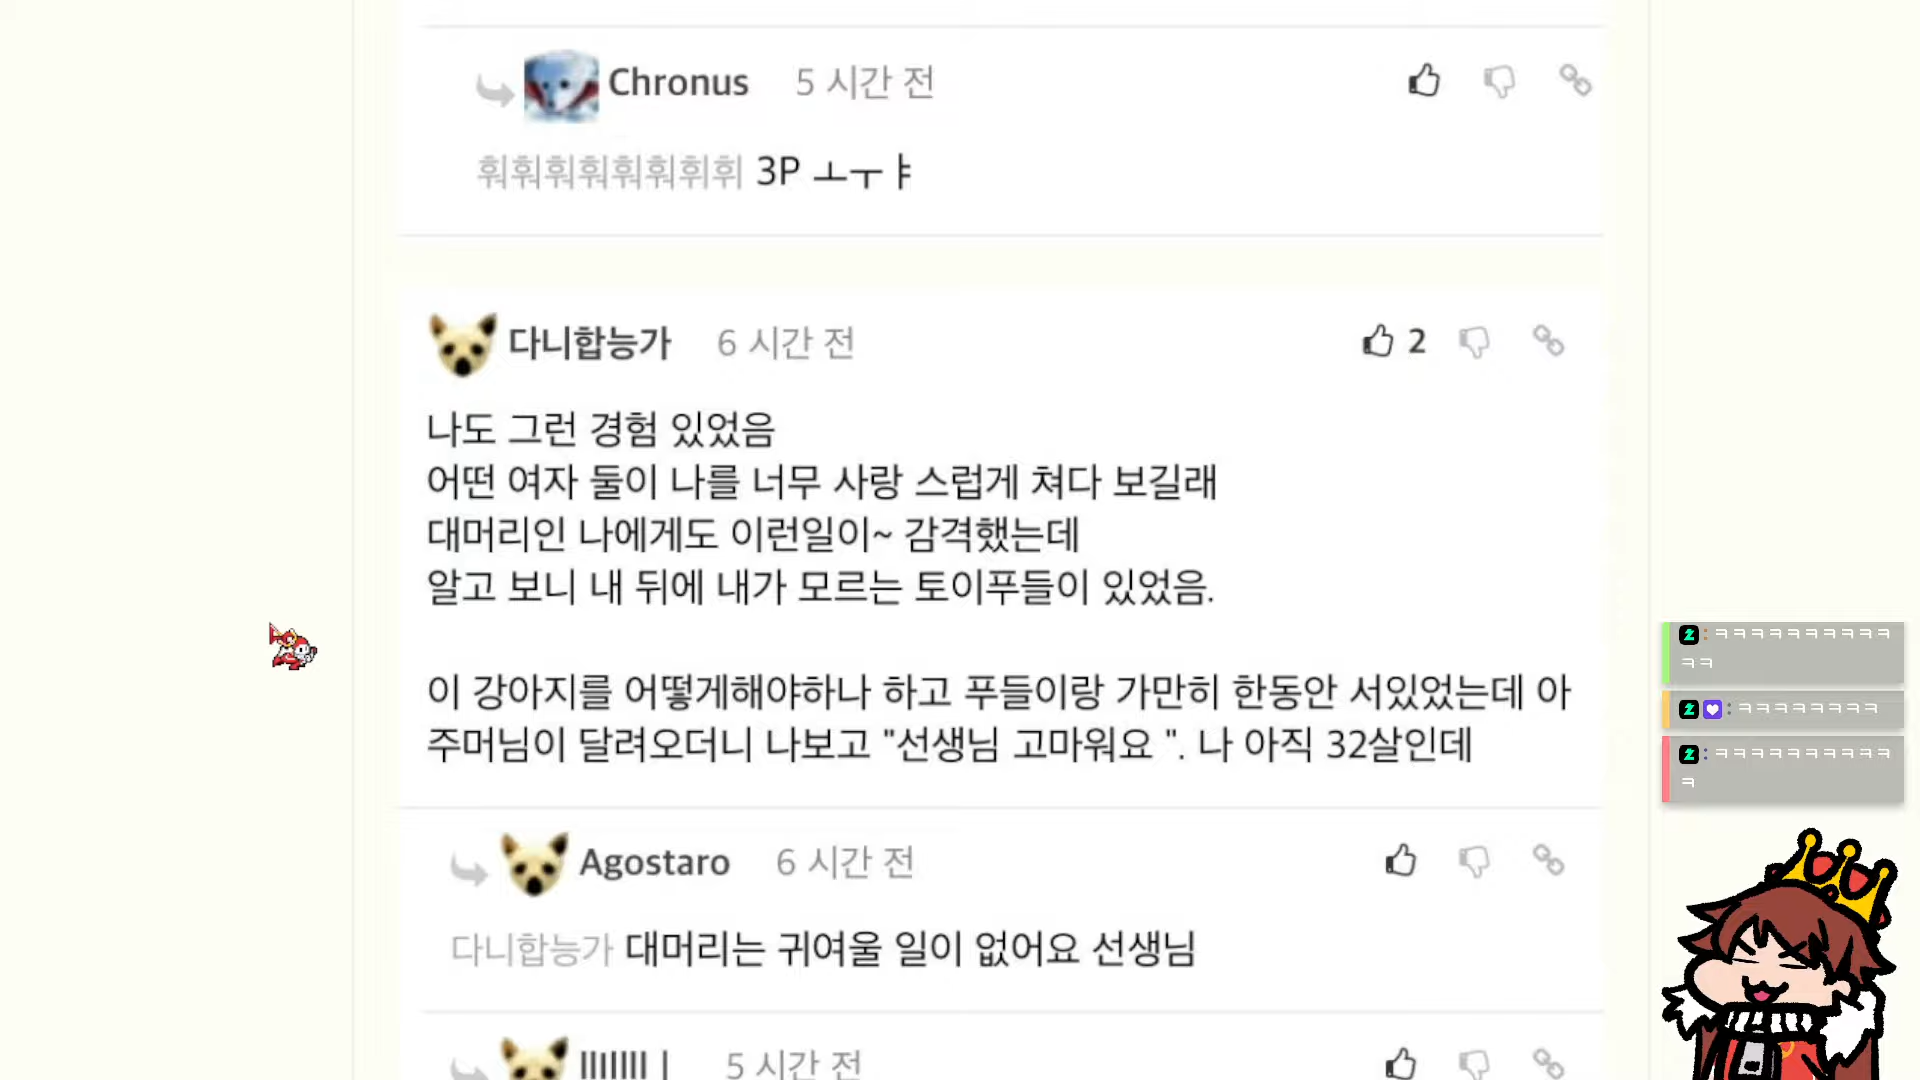 Chronus 5 시간 전
훠훠훠훠훠훠휘휘 3P ㅗㅜㅑ
다니합능가 6 시간 전 2
나도 그런 경험 있었음
어떤 여자 둘이 나를 너무 사랑 스럽게 쳐다 보길래
대머리인 나에게도 이런일이~ 감격했는데
알고 보니 내 뒤에 내가 모르는 토이푸들이 있었음.
이 강아지를 어떻게해야하나 하고 푸들이랑 가만히 한동안 서있었는데 아
주머님이 달려오더니 나보고 "선생님 고마워요 ". 나 아직 32살인데
ㅋㅋㅋㅋㅋㅋㅋㅋㅋㅋ
ㅋㅋ
ㅋㅋㅋㅋㅋㅋㅋㅋ
ㅋㅋㅋㅋㅋㅋㅋㅋㅋㅋ
ㅋ
Agostaro 6 시간 전
다니합능가 대머리는 귀여울 일이 없어요 선생님
5 시간 전